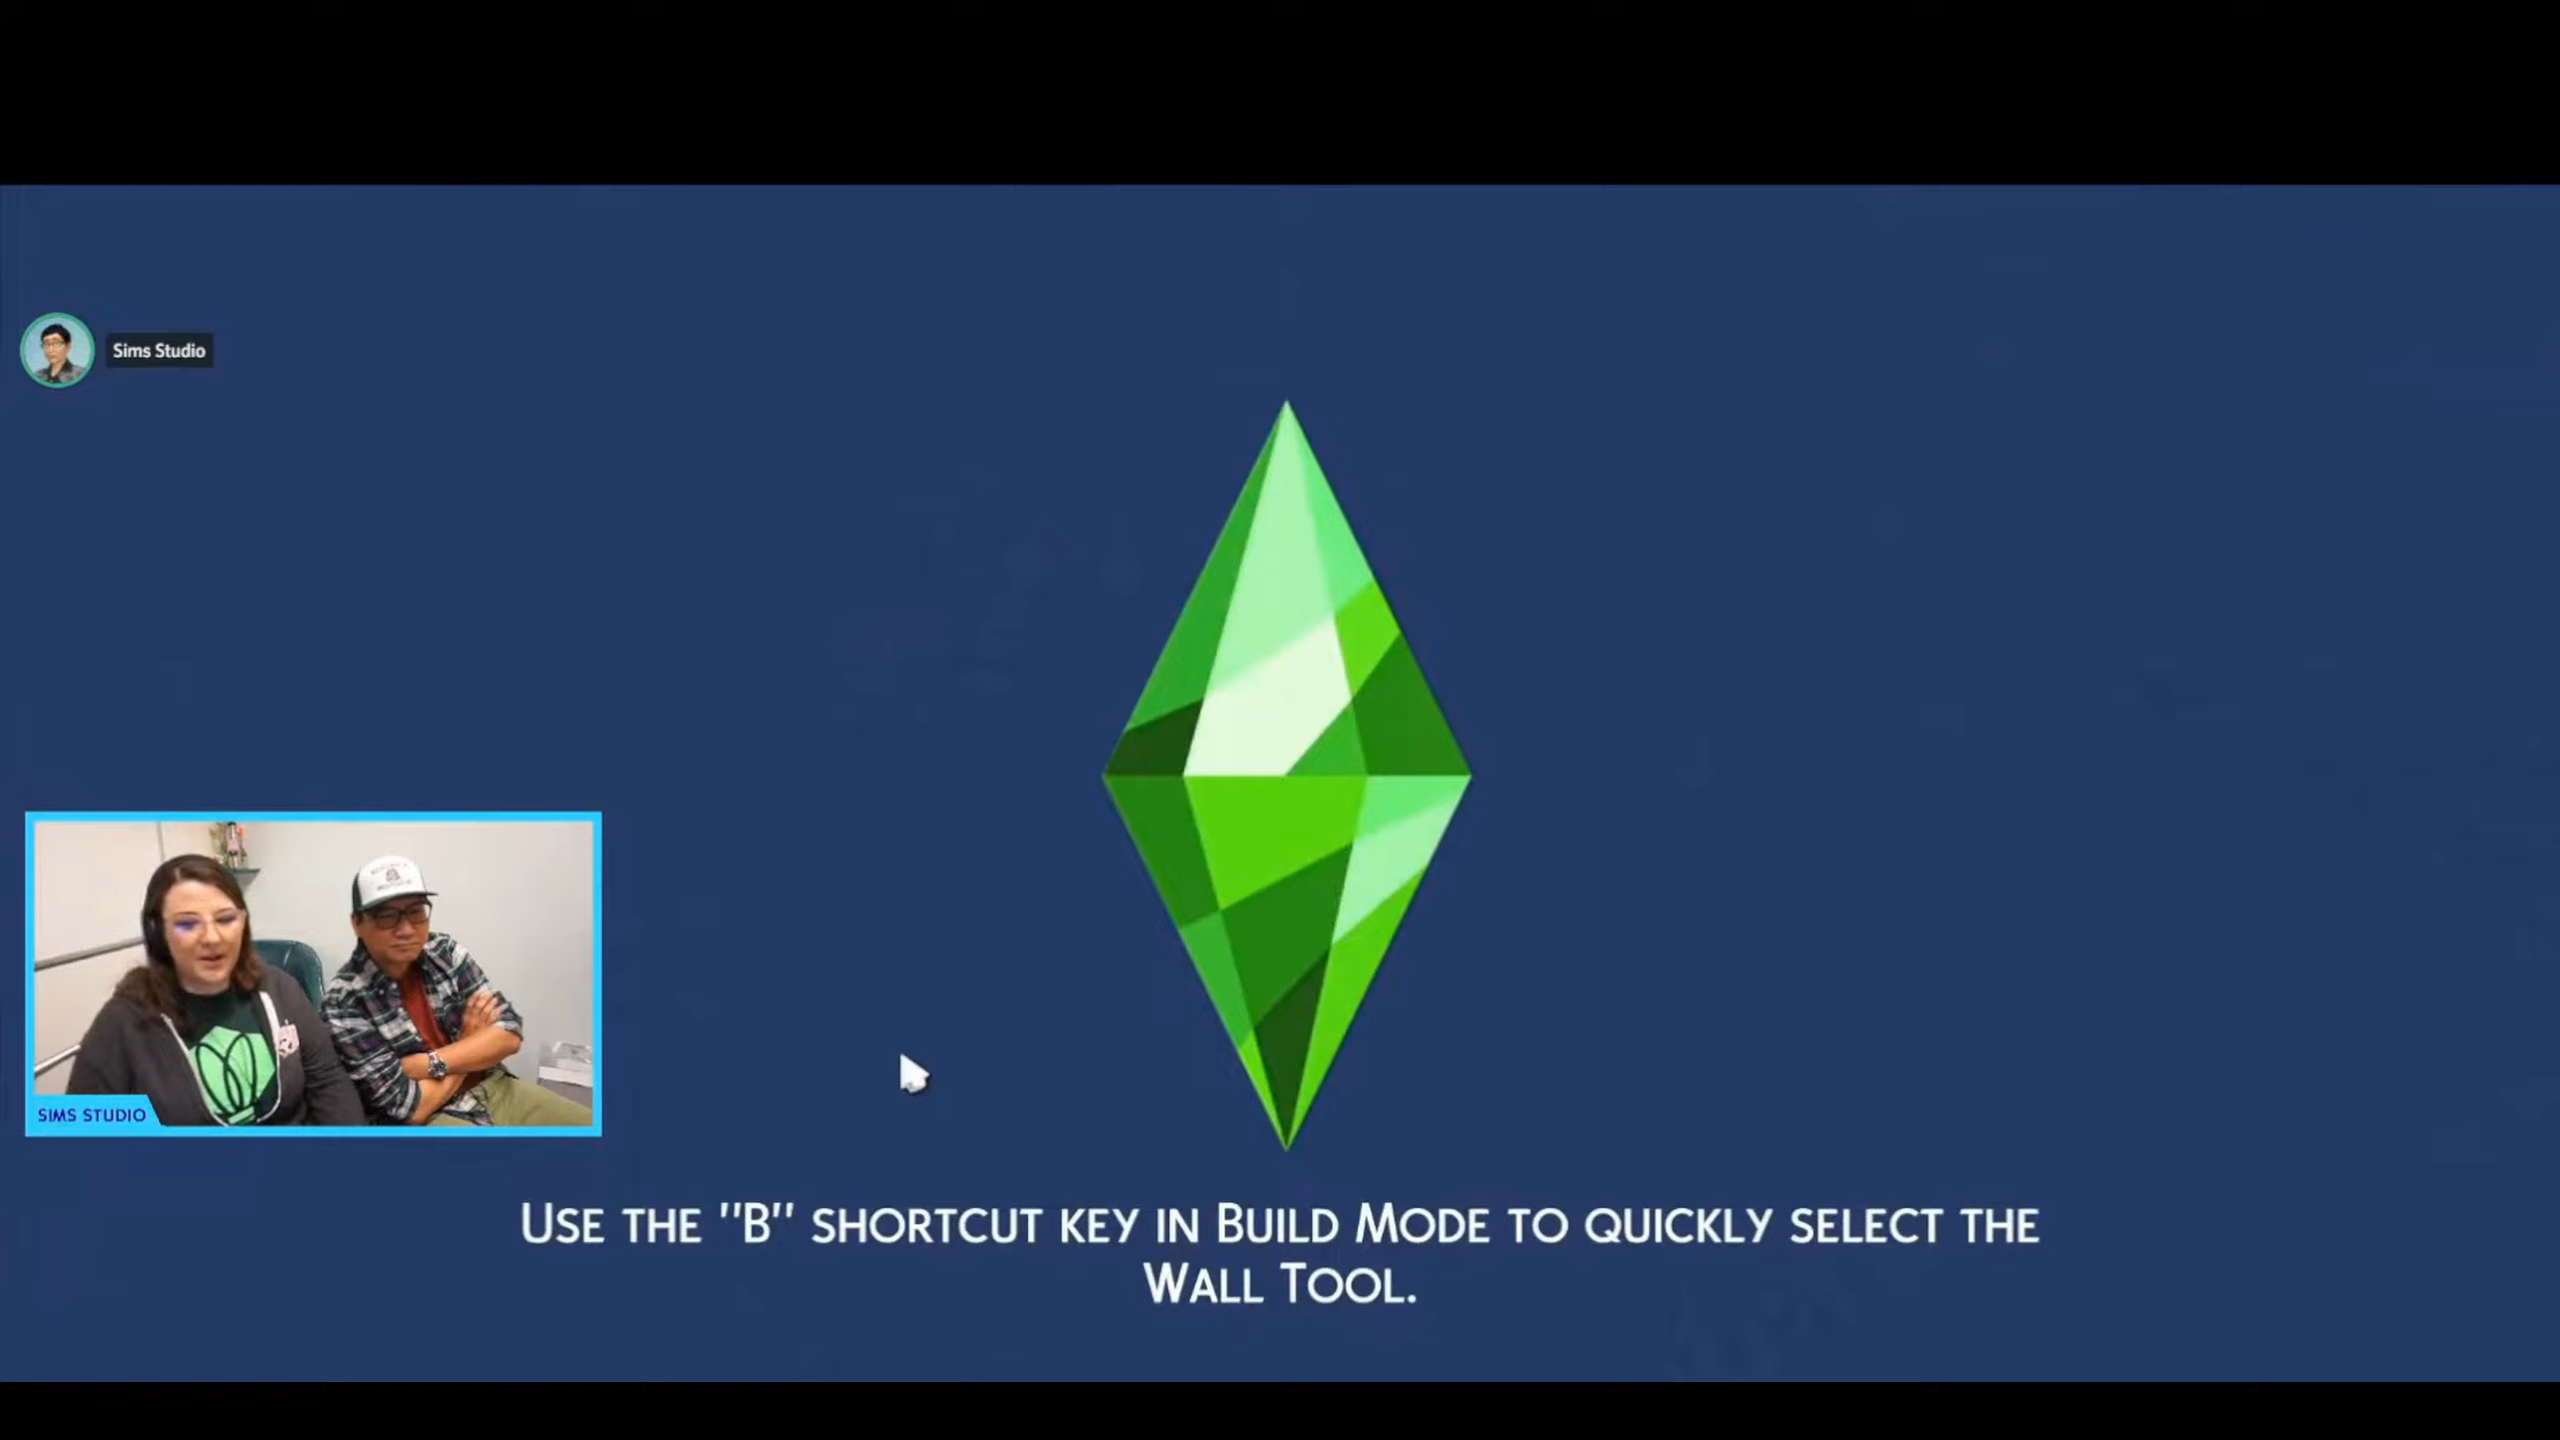 Sims Studio
SIMS STUDIO
USE THE "B" SHORTCUT KEY IN BUILD MODE TO QUICKLY SELECT THE
WALL TOOL.